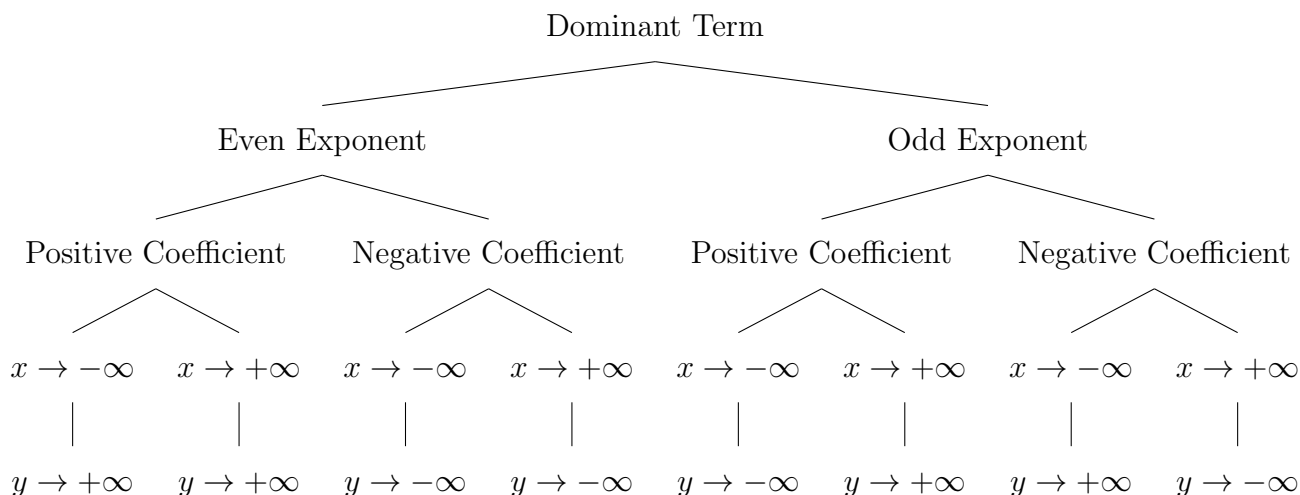 Dominant Term
Even Exponent Odd Exponent
Positive Coefficient Negative Coefficient Positive Coefficient Negative Coefficient
x → −∞ x → +∞ x → −∞ x → +∞ x → −∞ x → +∞ x → −∞ x → +∞
y → +∞ y → +∞ y → −∞ y → −∞ y → −∞ y → +∞ y → +∞ y → −∞